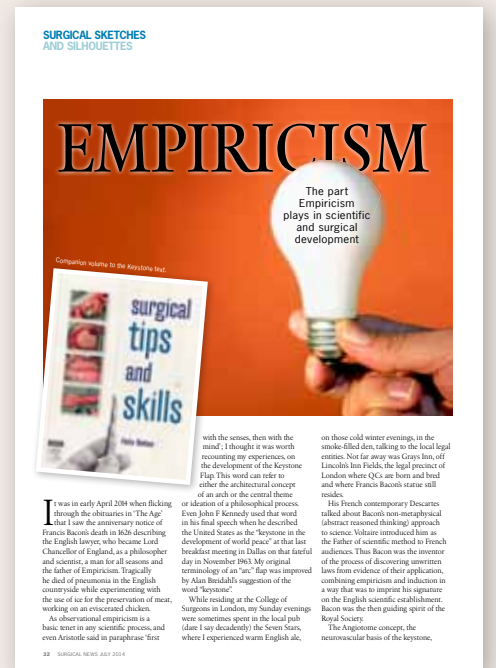 SURGICAL SKETCHES
AND SILHOUETTES
EMPIRICISM
The part
Empiricism
plays in scientific
and surgical
development
Companion volume to the Keystone text.
surgical
tips
and
skills
It was in early April 2014 when flicking
through the obituaries in 'The Age'
that I saw the anniversary notice of
Francis Bacon's death in 1626 describing
the English lawyer, who became Lord
Chancellor of England, as a philosopher
and scientist, a man for all seasons and
the father of Empiricism. Tragically
he died of pneumonia in the English
countryside while experimenting with
the use of ice for the preservation of meat,
working on an eviscerated chicken.
As observational empiricism is a
basic tenet in any scientific process, and
even Aristotle said in paraphrase 'first
with the senses, then with the
mind'; I thought it was worth
recounting my experiences, on
the development of the Keystone
Flap. This word can refer to
either the architectural concept
of an arch or the central theme
or ideation of a philosophical process.
Even John F Kennedy used that word
in his final speech when he described
the United States as the "keystone in the
development of world peace" at that last
breakfast meeting in Dallas on that fateful
day in November 1963. My original
terminology of an "arc" flap was improved
by Alan Breidahl's suggestion of the
word "keystone".
While residing at the College of
Surgeons in London, my Sunday evenings
were sometimes spent in the local pub
(dare I say decadently) the Seven Stars,
where I experienced warm English ale,
on those cold winter evenings, in the
smoke-filled den, talking to the local legal
entities. Not far away was Grays Inn, off
Lincoln's Inn Fields, the legal precinct of
London where QCs are born and bred
and where Francis Bacon's statue still
resides.
His French contemporary Descartes
talked about Bacon's non-metaphysical
(abstract reasoning thinking) approach
to science. Voltaire introduced him as
the Father of scientific method to French
audiences. Thus Bacon was the inventor
of the process of discovering unwritten
laws from evidence of their application,
combining empiricism and induction in
a way that was to imprint his signature
on the English scientific establishment.
Bacon was the then guiding spirit of the
Royal Society.
The Angiotome concept, the
neurovascular basis of the keystone,
32 SURGICAL NEWS JULY 2014